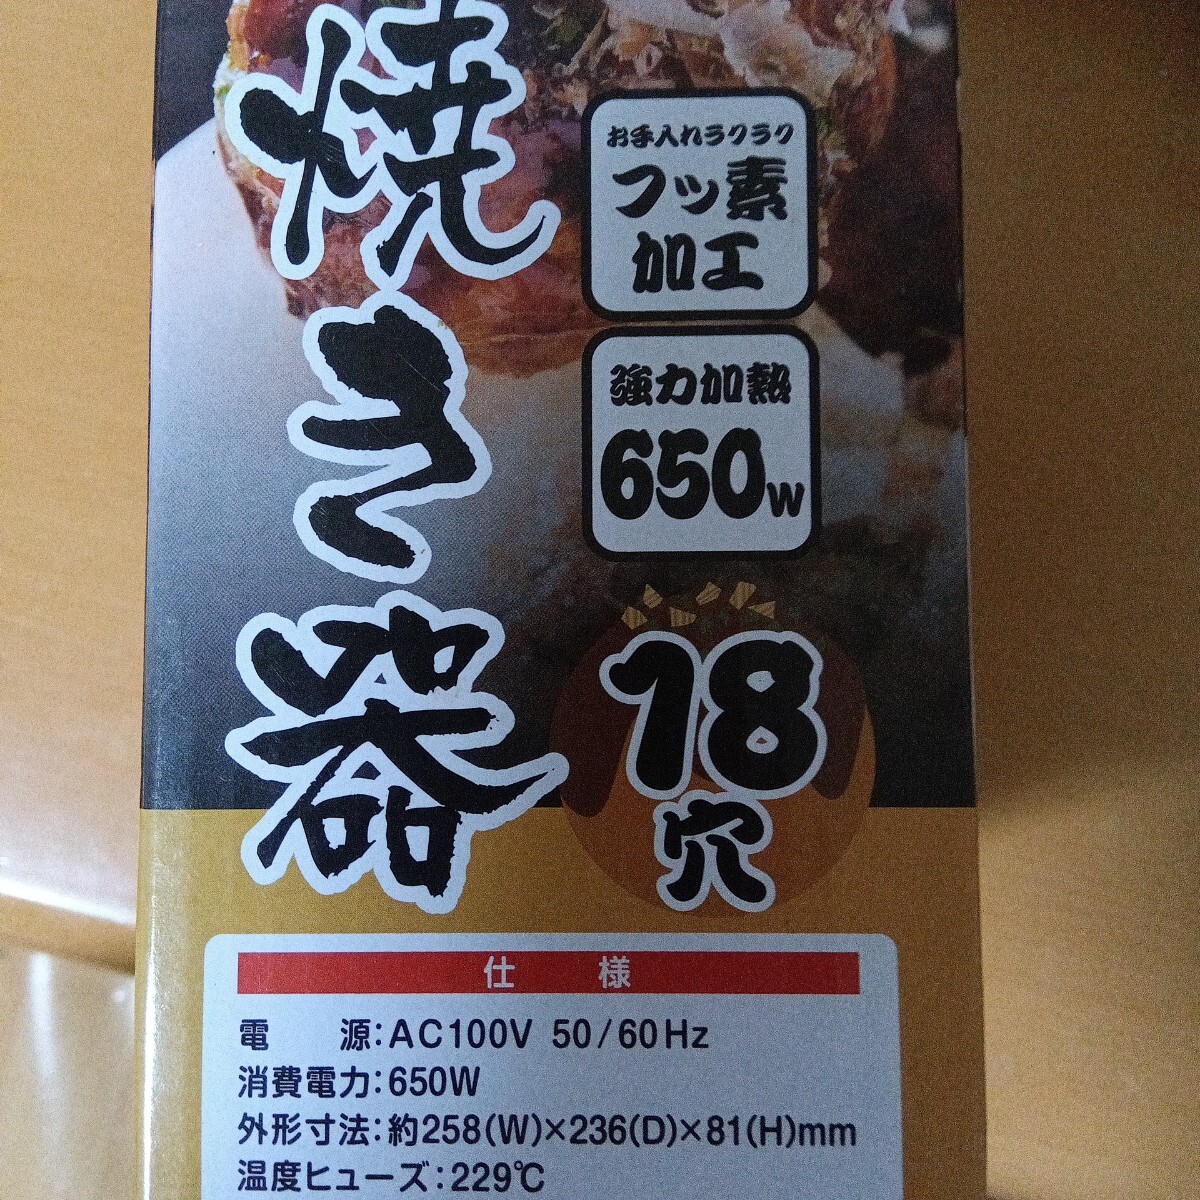 焼き器
お手入れラクラク
フッ素
加工
強力加熱
650W
18
穴
仕 様
電 源:AC100V 50/60Hz
消費電力:650W
外形寸法:約258(W)×236(D)×81(H)mm
温度ヒューズ:229℃